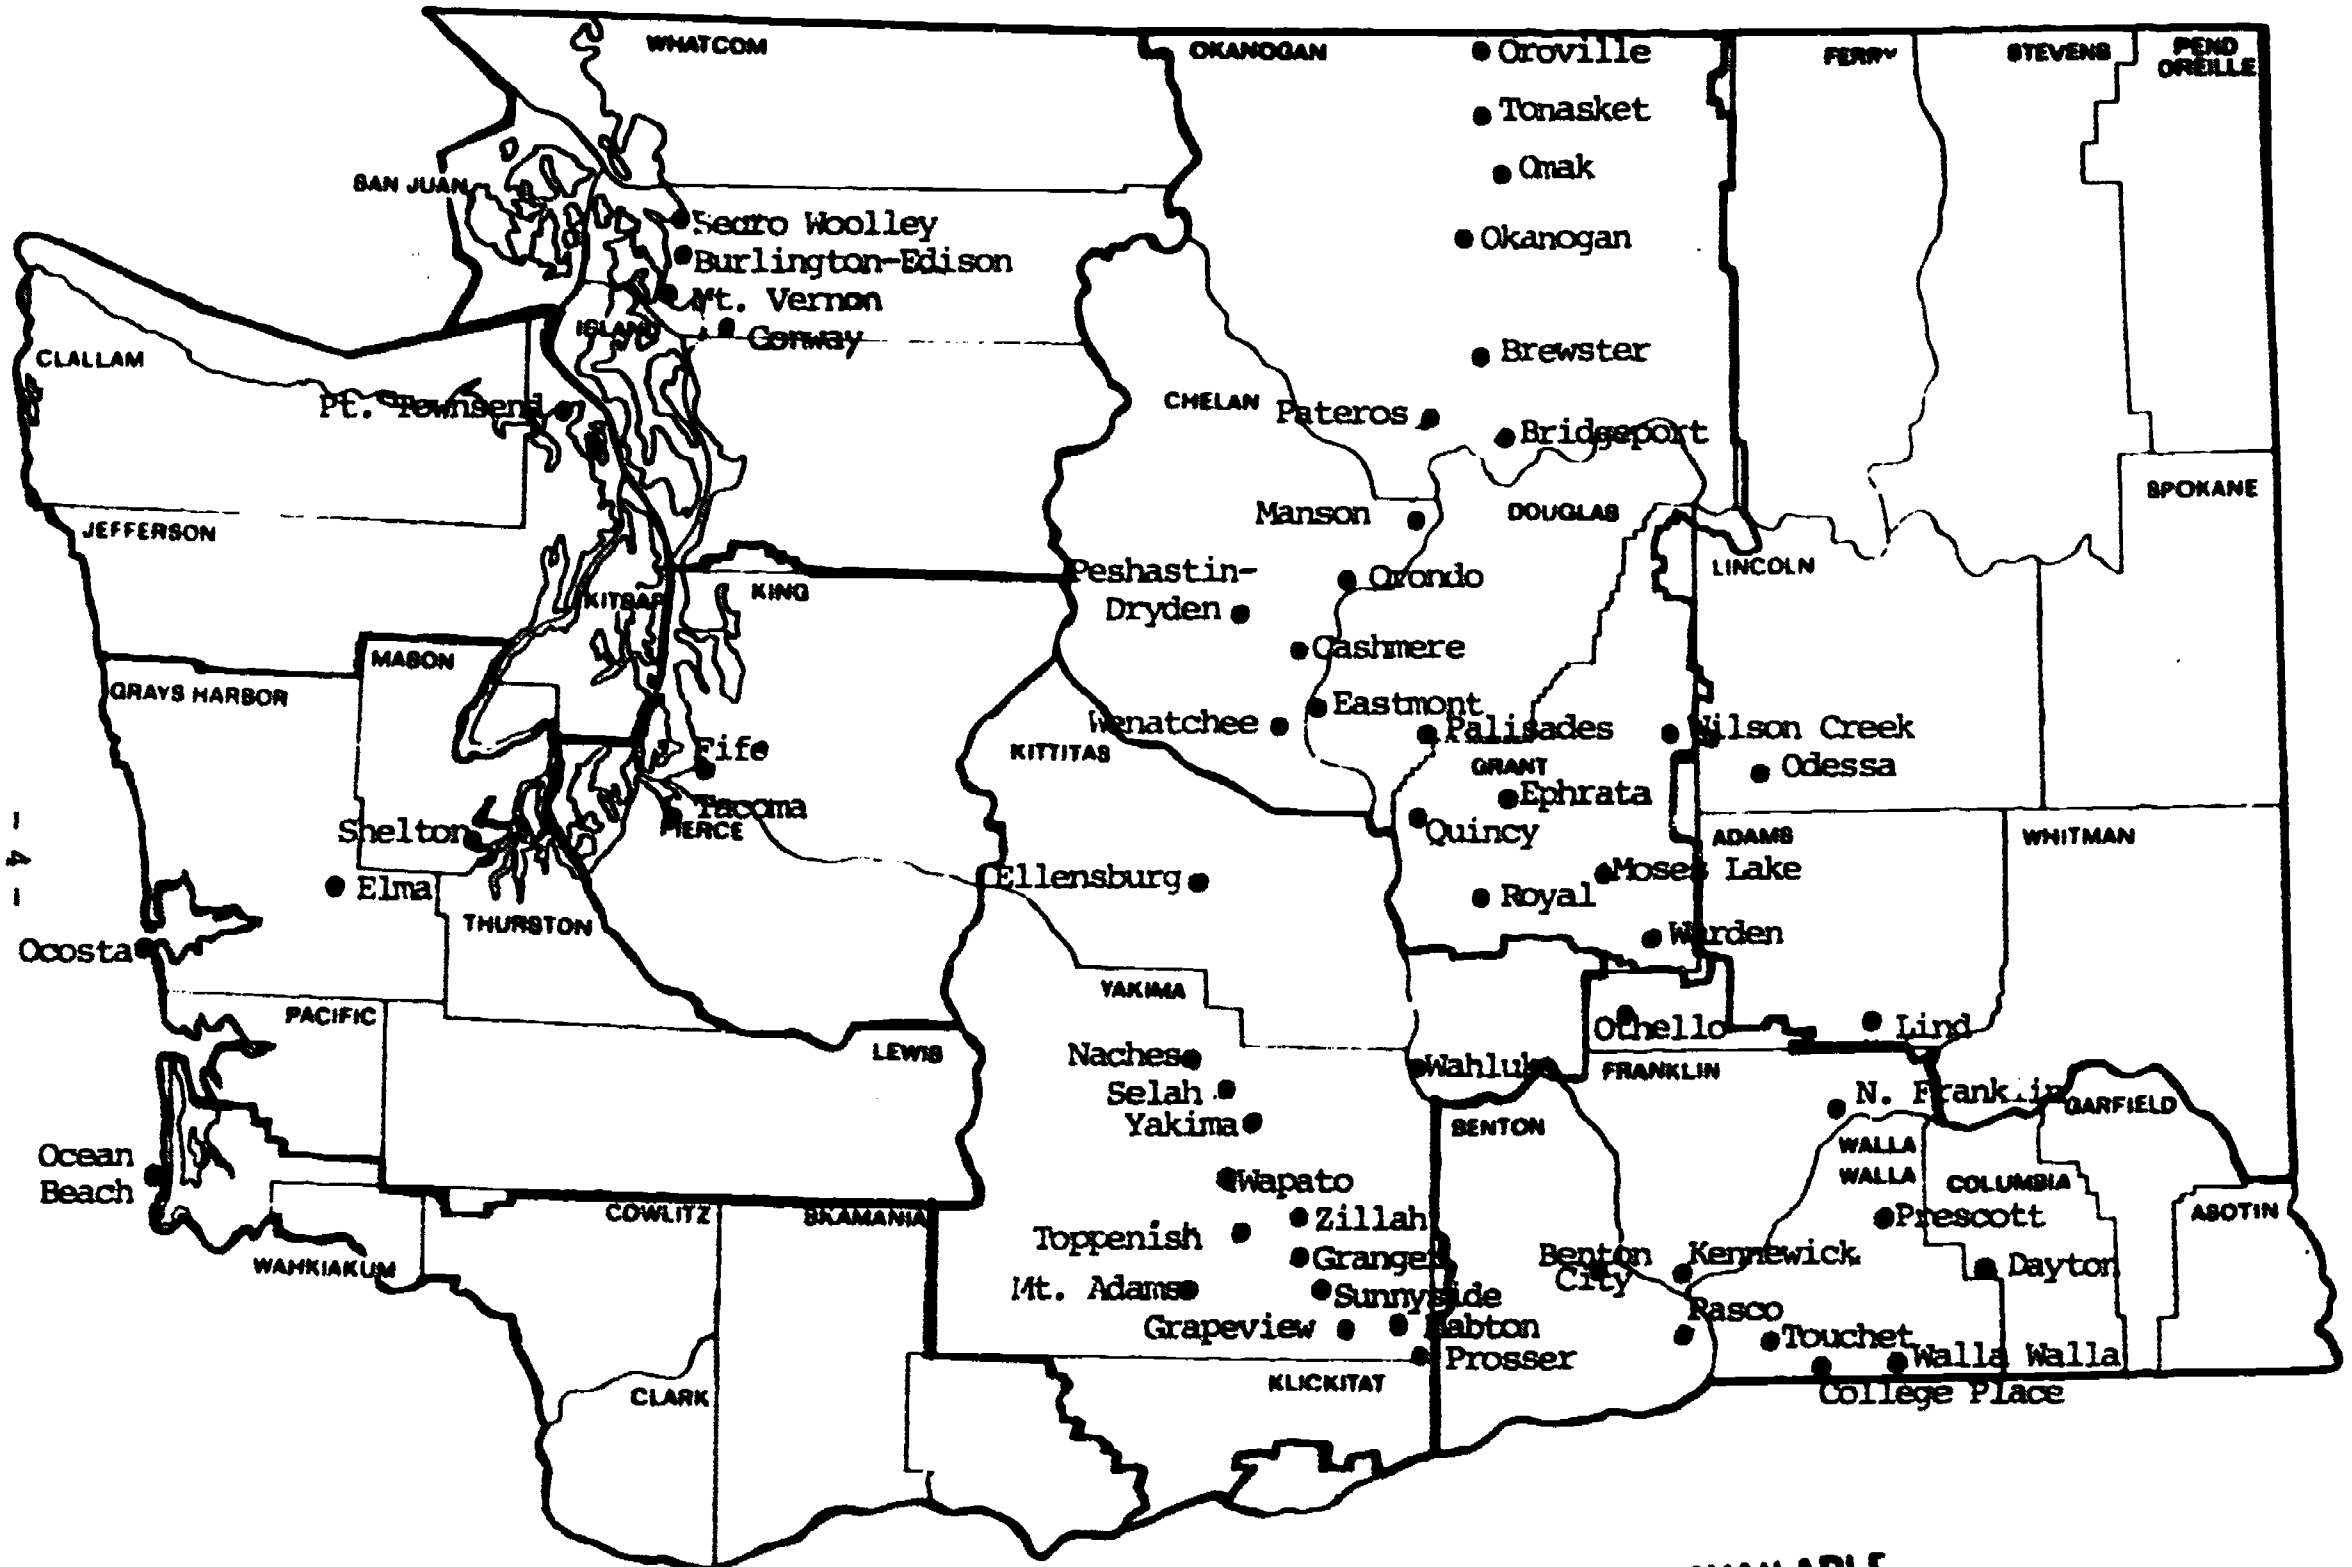 WHATCOM
OKANOGAN
Oroville
FERRY
STEVENS
PEND
OREILLE
Tonasket
Omak
SAN JUAN
Sedro Woolley
Okanogan
Burlington-Edison
Mt. Vernon
ISLAND
Conway
CLALLAM
Brewster
Pt. Townsend
CHELAN
Pateros
Bridgeport
SPOKANE
Manson
DOUGLAS
JEFFERSON
LINCOLN
Peshastin-
Dryden
Orondo
KITSAP
KING
Cashmere
MASON
GRAYS HARBOR
Eastmont
Wenatchee
Palisades
Wilson Creek
KITTITAS
Fife
GRANT
Odessa
Ephrata
Tacoma
PIERCE
Shelton
Quincy
ADAMS
WHITMAN
- 4 -
Elma
Ellensburg
Moses Lake
Royal
THURSTON
Warden
Ocosta
YAKIMA
PACIFIC
Othello
Lind
LEWIS
Naches
Wahluke
FRANKLIN
Selah
N. Franklin
GARFIELD
Yakima
BENTON
WALLA
WALLA
Ocean
Beach
Wapato
COLUMBIA
COWLITZ
SKAMANIA
Zillah
Prescott
ASOTIN
Toppenish
WAHKIAKUM
Granger
Benton
City
Kennewick
Dayton
Mt. Adams
Sunnyside
Pasco
Grapeview
Mabton
Touchet
Prosser
Walla Walla
KLICKITAT
CLARK
College Place